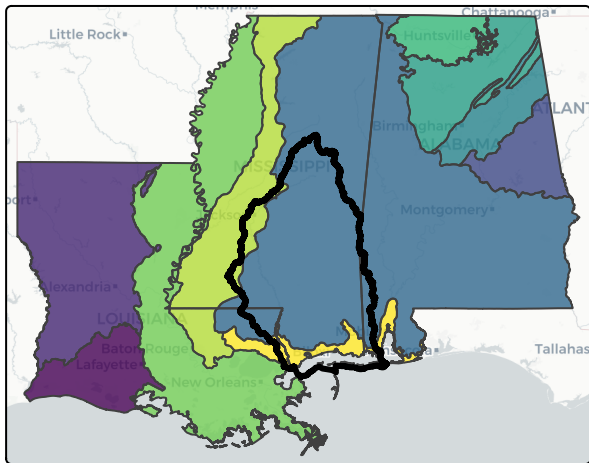 Memphis
Chattanooga
Little Rock
Huntsville
ATLANT
Birmingham
ALABAMA
MISSISSIPPI
port
Jackson
Montgomery
Alexandria
LOUISIANA
Baton Rouge
Tallahas
Lafayette
New Orleans